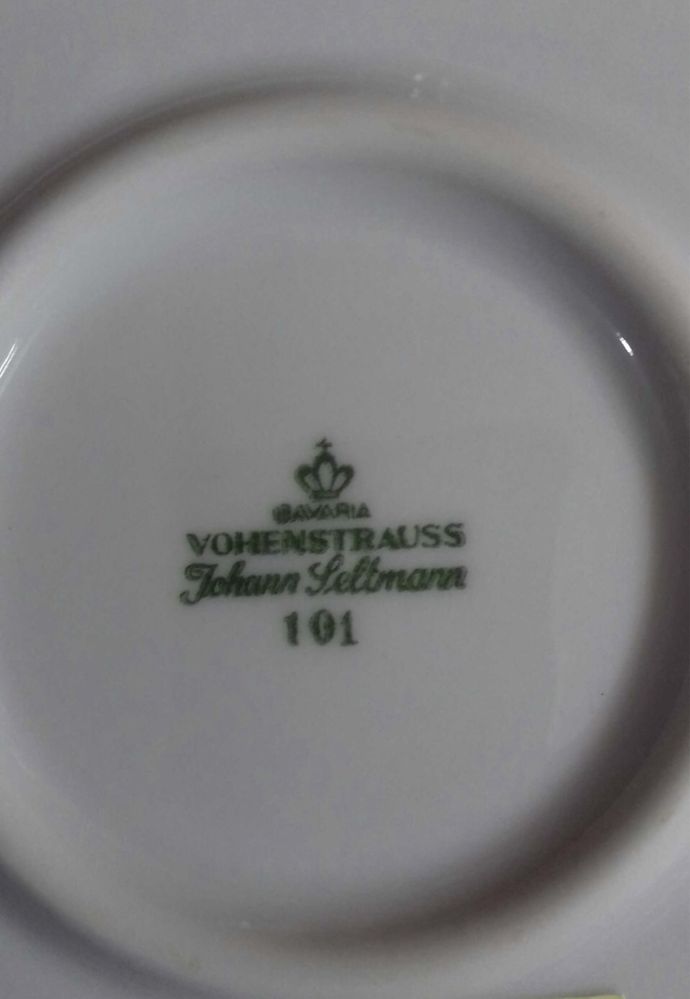 BAVARIA
VOHENSTRAUSS
Johann Seltmann
101